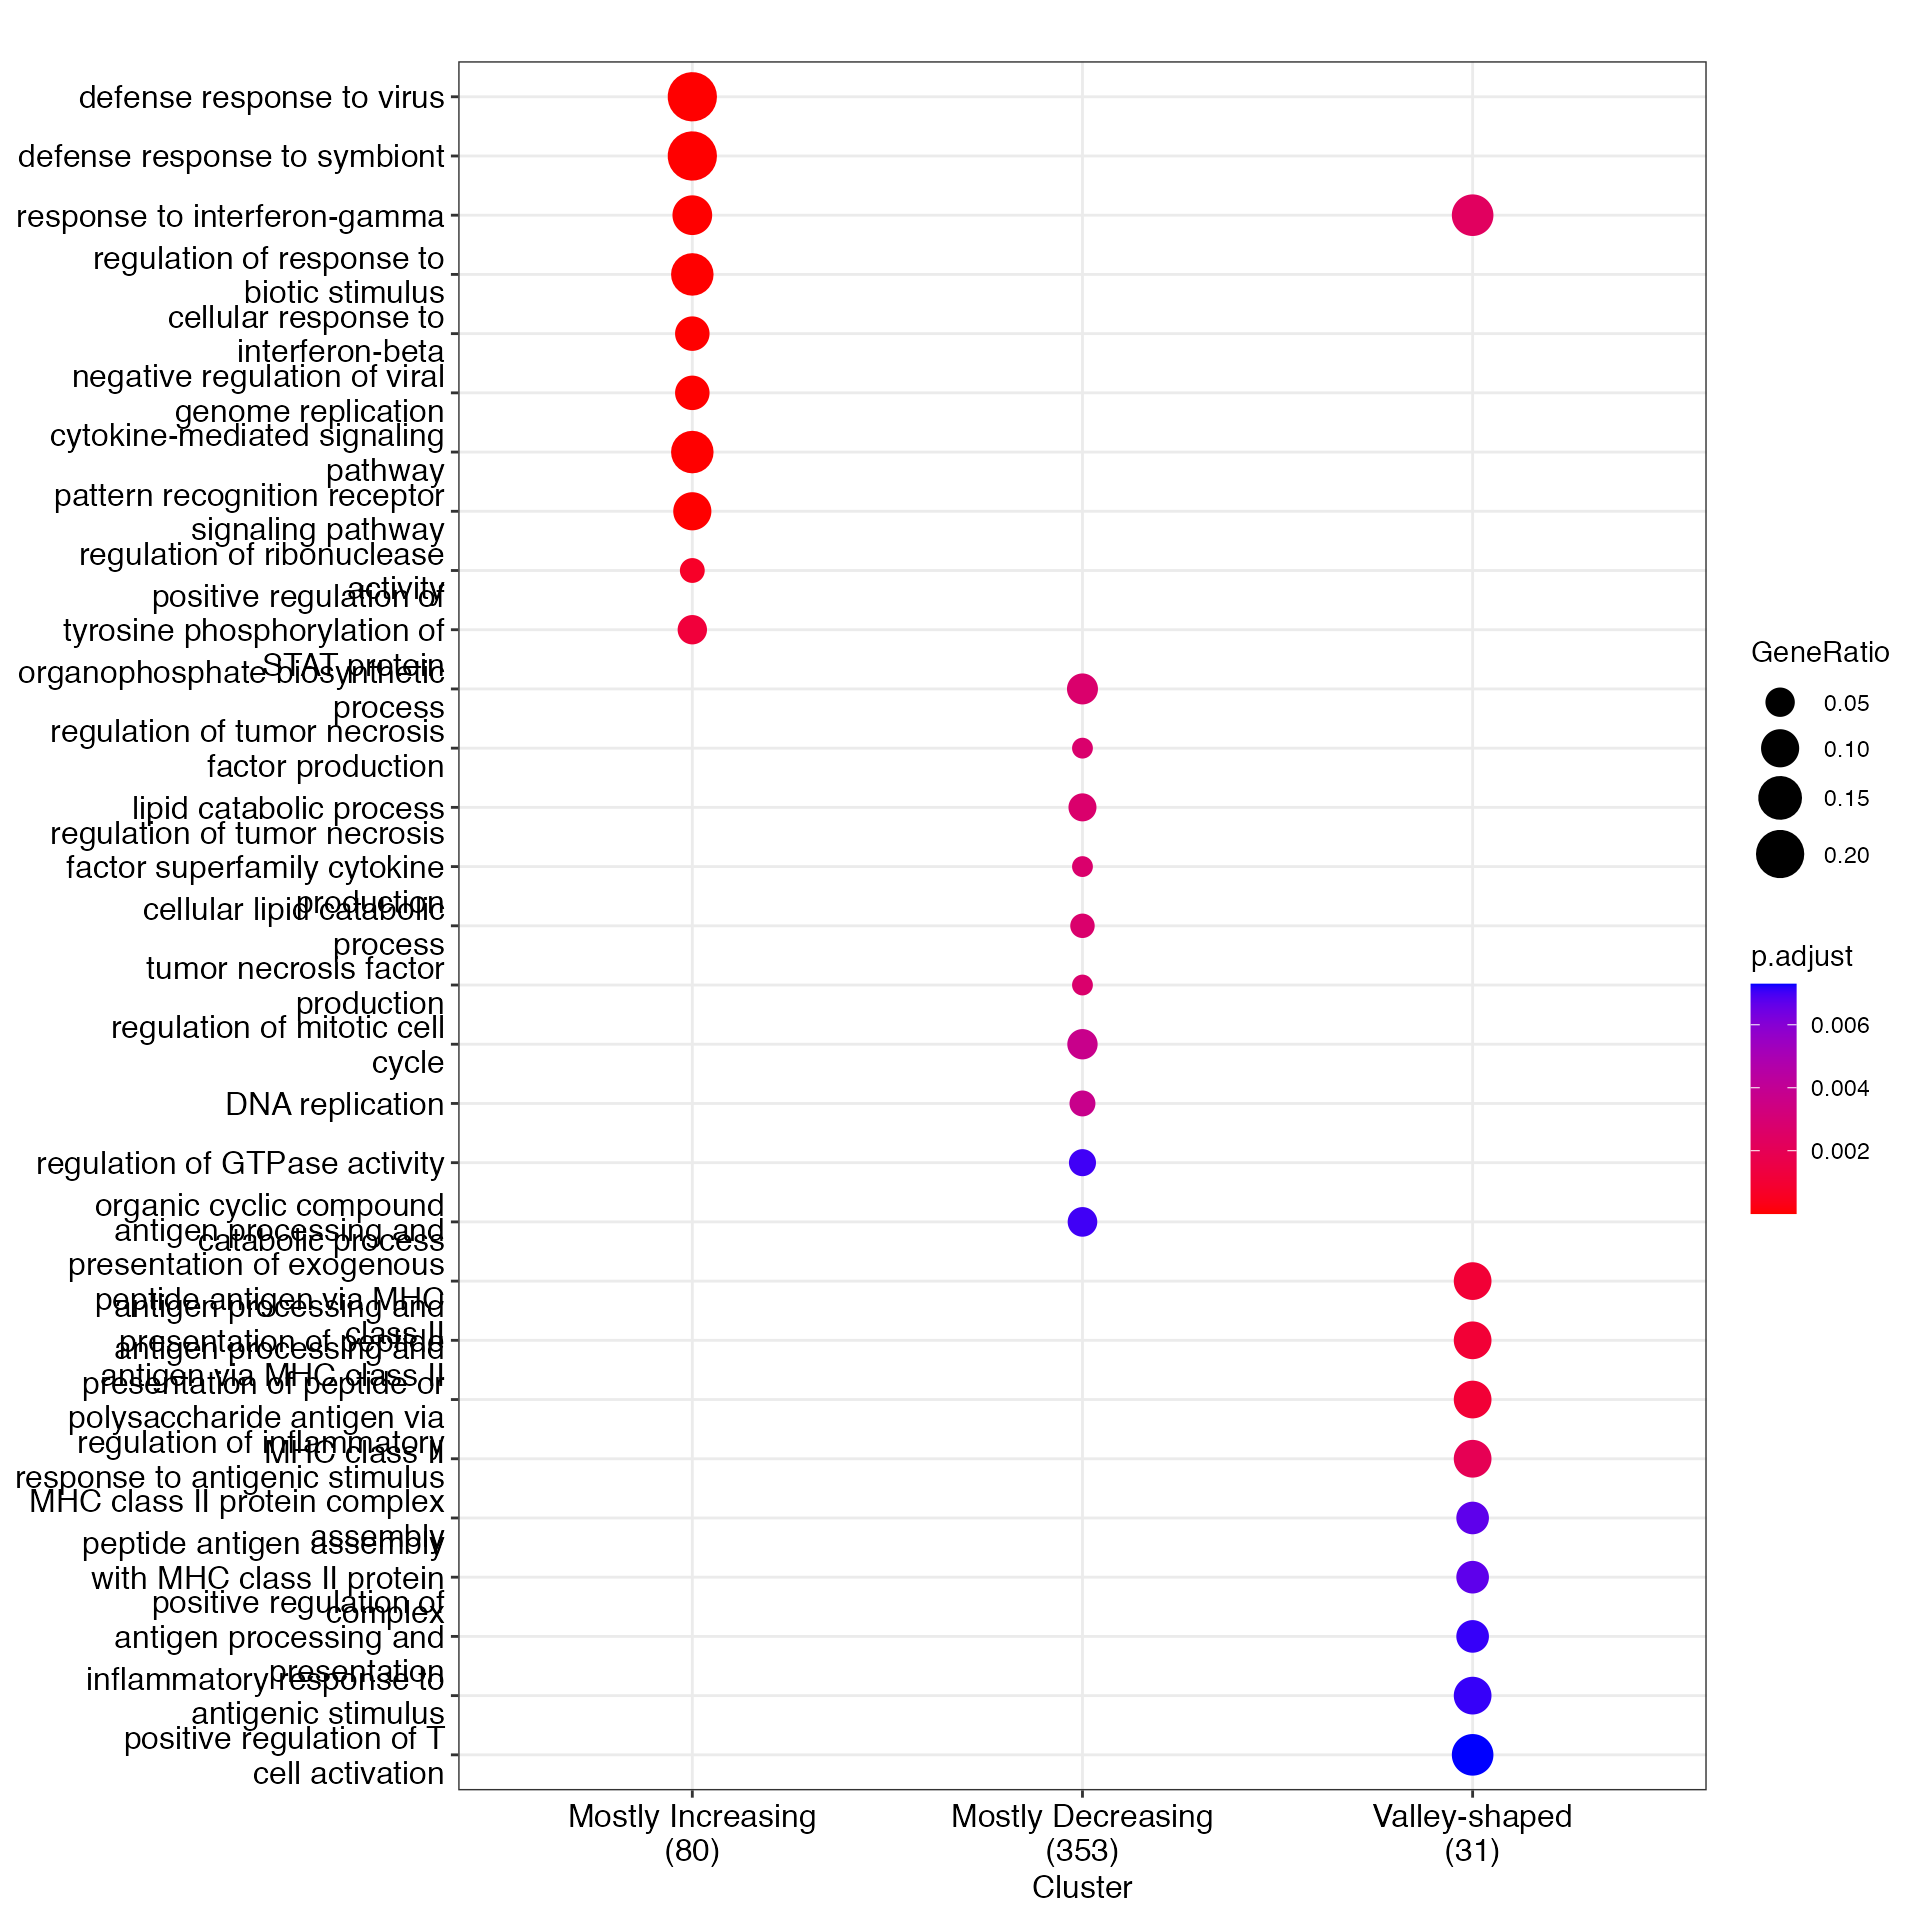 defense response to virus
defense response to symbiont
response to interferon-gamma
regulation of response to
biotic stimulus
cellular response to
interferon-beta
negative regulation of viral
genome replication
cytokine-mediated signaling
pathway
pattern recognition receptor
signaling pathway
regulation of ribonuclease
activity
positive regulation of
tyrosine phosphorylation of
STAT protein
organophosphate biosynthetic
process
regulation of tumor necrosis
factor production
lipid catabolic process
regulation of tumor necrosis
factor superfamily cytokine
production
cellular lipid catabolic
process
tumor necrosis factor
production
regulation of mitotic cell
cycle
DNA replication
regulation of GTPase activity
organic cyclic compound
catabolic process
antigen processing and
presentation of exogenous
peptide antigen via MHC
class II
antigen processing and
presentation of peptide
antigen via MHC class II
antigen processing and
presentation of peptide or
polysaccharide antigen via
MHC class II
regulation of inflammatory
response to antigenic stimulus
MHC class II protein complex
assembly
peptide antigen assembly
with MHC class II protein
complex
positive regulation of
antigen processing and
presentation
inflammatory response to
antigenic stimulus
positive regulation of T
cell activation
Mostly Increasing
(80)
Mostly Decreasing
(353)
Valley-shaped
(31)
Cluster
GeneRatio
0.05
0.10
0.15
0.20
p.adjust
0.006
0.004
0.002